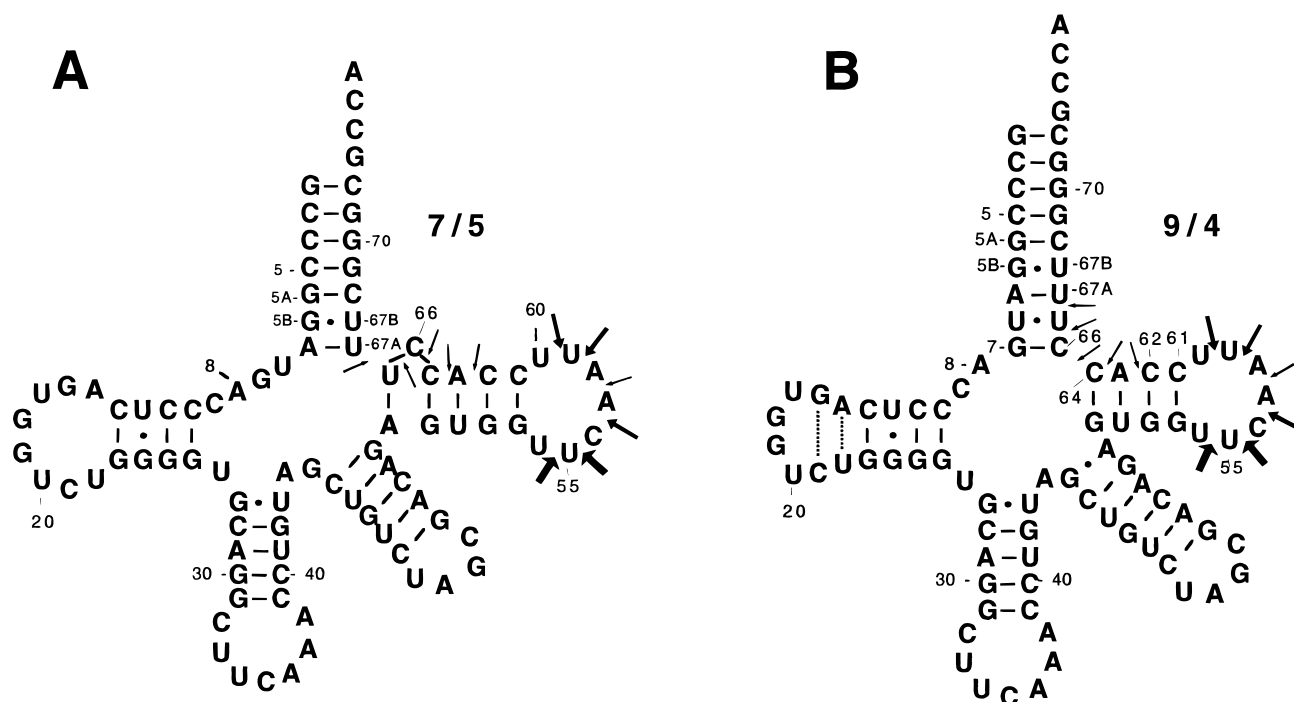 A
7/5
A
C
C
G
G–C
C–G
C–G-70
5 -C–G
5A-G–C
5B-G•U-67B
A–U-67A
66
60
8
U G A C U C C C A G U
U C C A C C U U A A A C U U
G U G G
55
G G U C U G G G G U
20
A G A C A G C G A U C U G U C G A
G•U
C–G
A–U
30 -G–C- 40
G–C
C U U U C A A A A
B
9/4
A
C
C
G
G–C
C–G
C–G-70
5 -C–G
5A-G–C
5B-G•U-67B
A–U-67A
U•U
7-G–C
66
62 61
64
8
U G A C U C C C A
C A C C U U A A C U U
G U G G
55
G G U C U G G G G U
20
A G A C A G C G A U C U G U C G A
G•U
C–G
A–U
30 -G–C 40
G–C
C U U U C A A A A